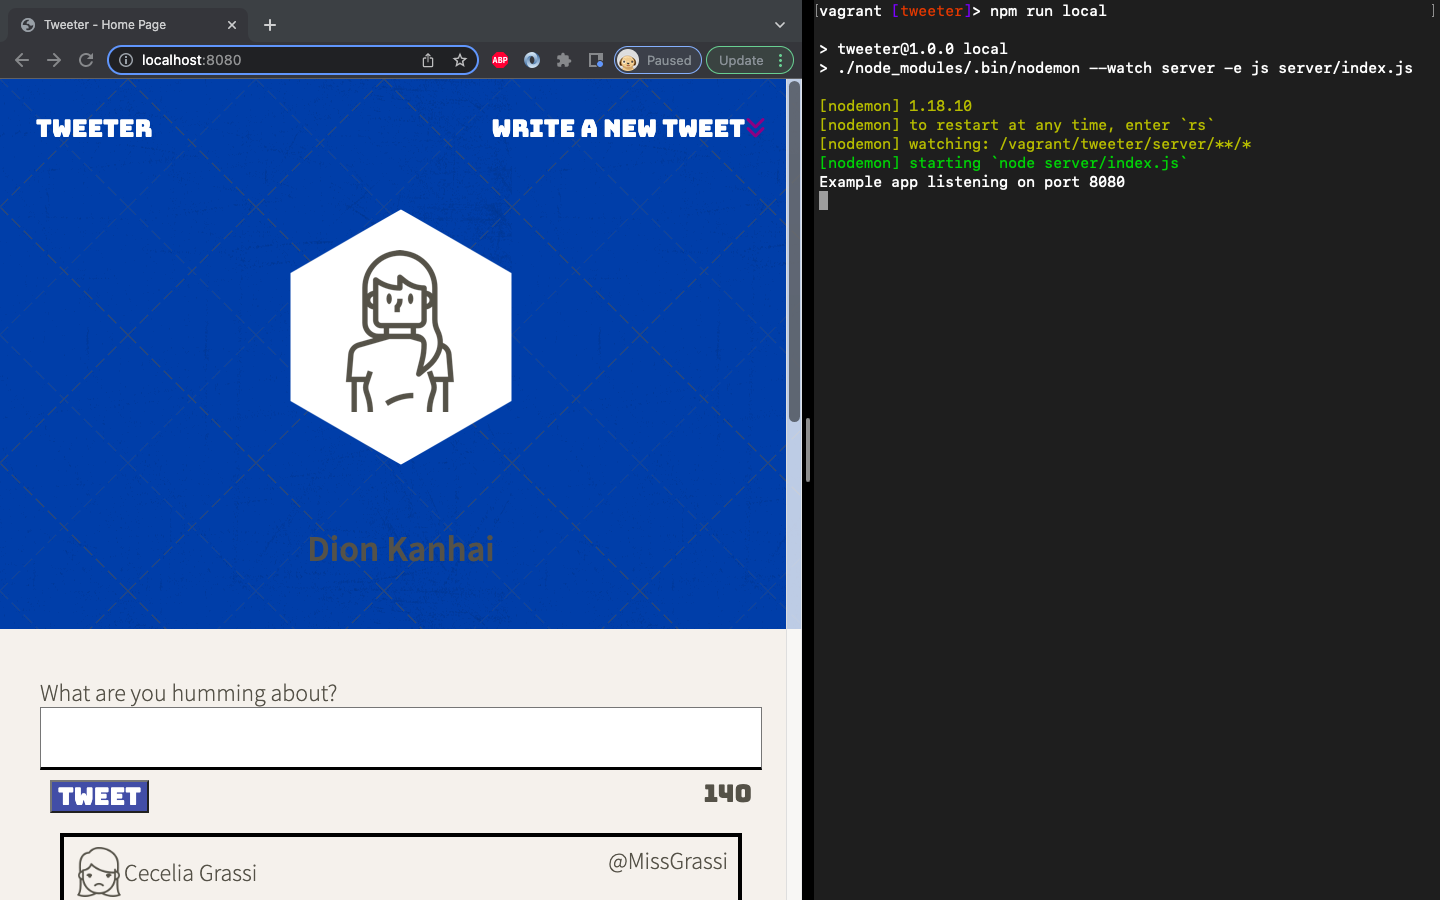 Tweeter - Home Page
localhost:8080
ABP
Paused
Update
TWEETER
WRITE A NEW TWEET
Dion Kanhai
What are you humming about?
TWEET
140
Cecelia Grassi
@MissGrassi
[vagrant [tweeter]> npm run local ]
> tweeter@1.0.0 local
> ./node_modules/.bin/nodemon --watch server -e js server/index.js
[nodemon] 1.18.10
[nodemon] to restart at any time, enter `rs`
[nodemon] watching: /vagrant/tweeter/server/**/*
[nodemon] starting `node server/index.js`
Example app listening on port 8080